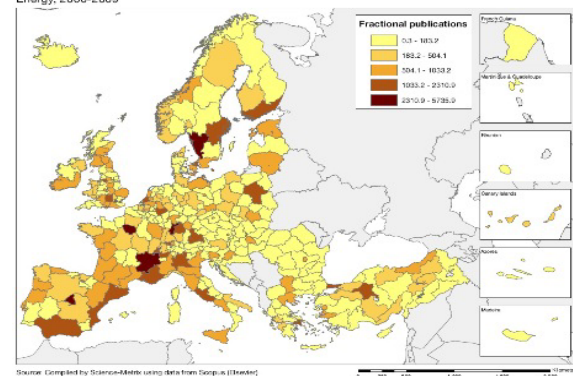 Energy, 2000-2009
Fractional publications
0.3 - 183.2
183.2 - 504.1
504.1 - 1033.2
1033.2 - 2310.9
2310.9 - 5735.9
French Guiana
Martinique & Guadeloupe
Réunion
Canary Islands
Azores
Madeira
Source: Compiled by Science-Metrix using data from Scopus (Elsevier)